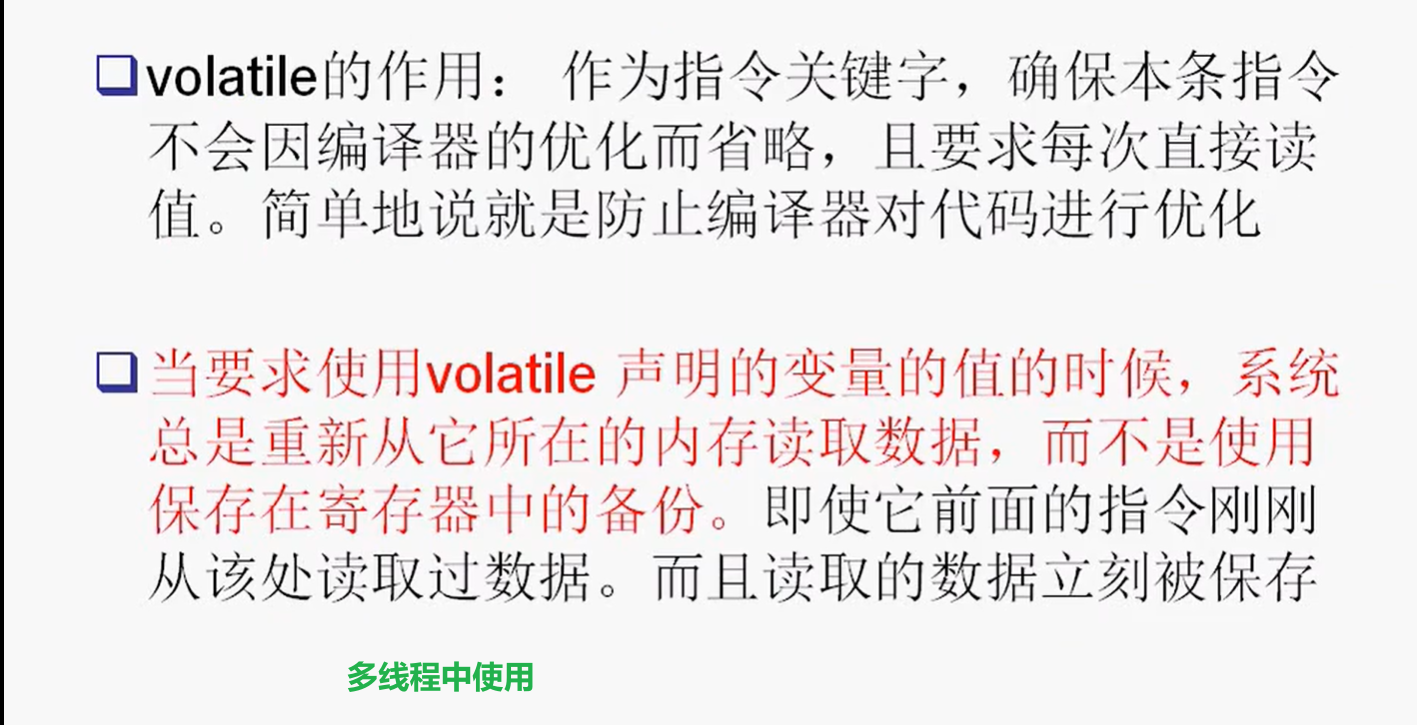 volatile的作用： 作为指令关键字，确保本条指令
不会因编译器的优化而省略，且要求每次直接读
值。简单地说就是防止编译器对代码进行优化
当要求使用volatile 声明的变量的值的时候，系统
总是重新从它所在的内存读取数据，而不是使用
保存在寄存器中的备份。即使它前面的指令刚刚
从该处读取过数据。而且读取的数据立刻被保存
多线程中使用